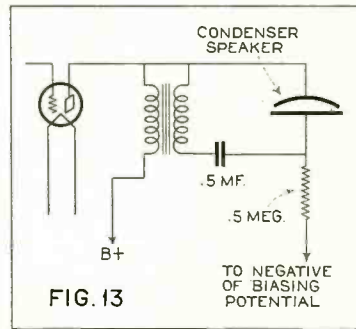 CONDENSER
SPEAKER
.5 MF.
.5 MEG.
B+
TO NEGATIVE
OF BIASING
POTENTIAL
FIG. 13